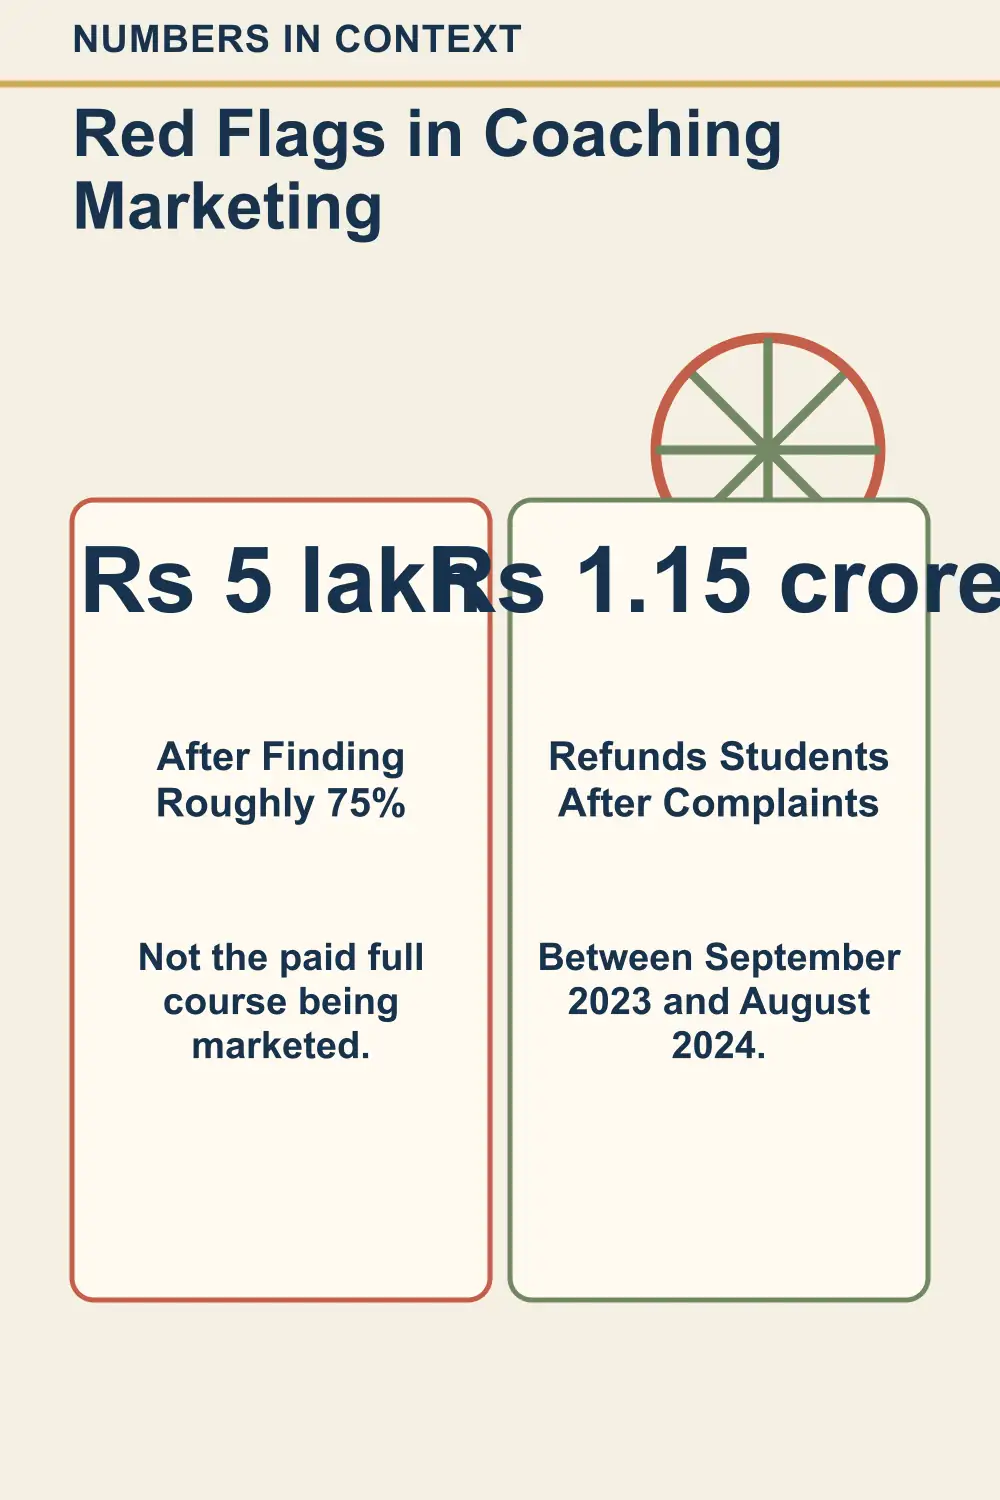 NUMBERS IN CONTEXT
Red Flags in Coaching
Marketing
Rs 5 lakh
Rs 1.15 crore
After Finding
Roughly 75%
Refunds Students
After Complaints
Not the paid full
course being
marketed.
Between September
2023 and August
2024.